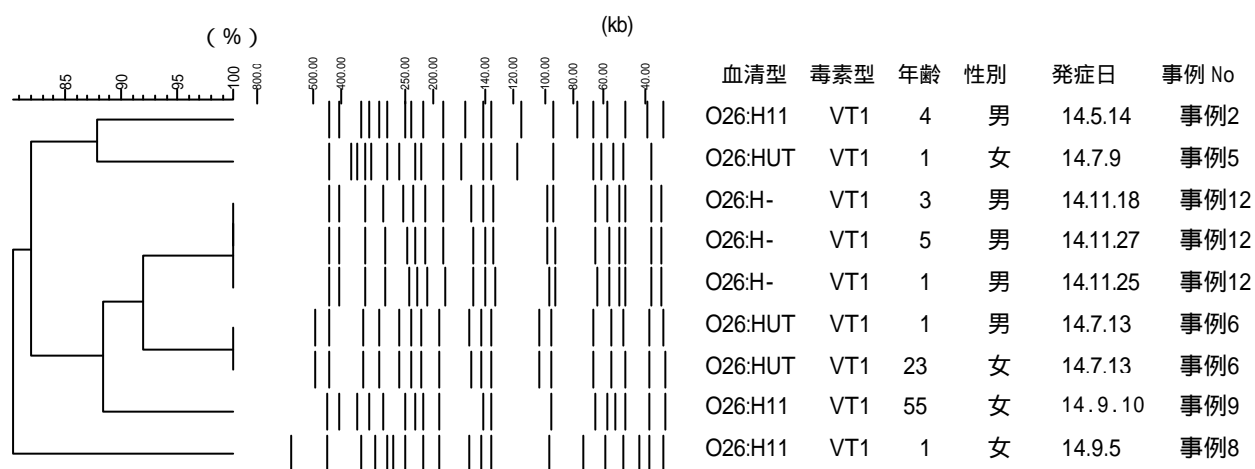 (kb)
(%)
85 90 95 100
800.0 500.00 400.00 250.00 200.00 140.00 120.00 100.00 80.00 60.00 50.00 40.00
血清型 毒素型 年齢 性別 発症日 事例 No
O26:H11 VT1 4 男 14.5.14 事例2
O26:HUT VT1 1 女 14.7.9 事例5
O26:H- VT1 3 男 14.11.18 事例12
O26:H- VT1 5 男 14.11.27 事例12
O26:H- VT1 1 男 14.11.25 事例12
O26:HUT VT1 1 男 14.7.13 事例6
O26:HUT VT1 23 女 14.7.13 事例6
O26:H11 VT1 55 女 14.9.10 事例9
O26:H11 VT1 1 女 14.9.5 事例8